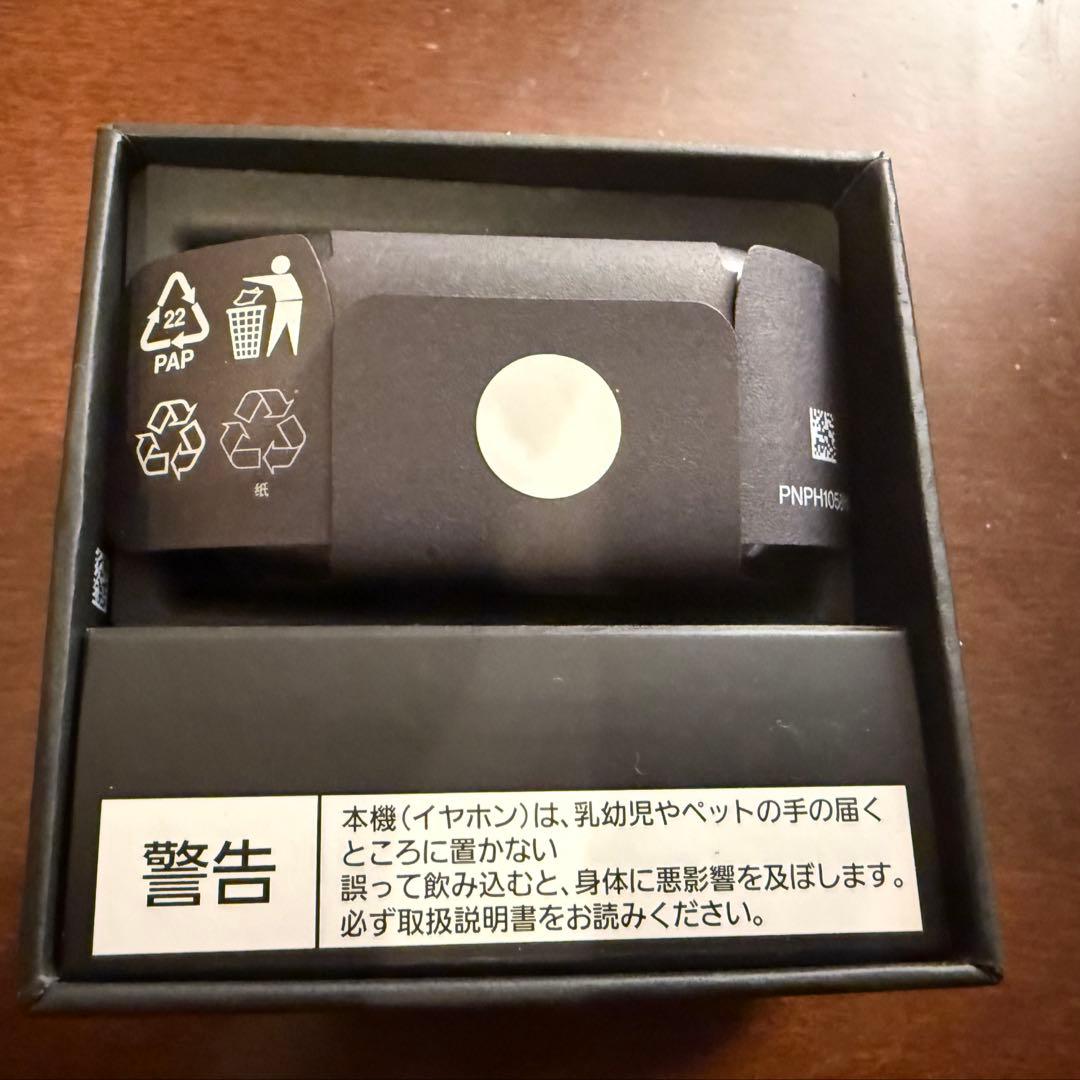 22
PAP
纸
警告
本機(イヤホン)は、乳幼児やペットの手の届く
ところに置かない
誤って飲み込むと、身体に悪影響を及ぼします。
必ず取扱説明書をお読みください。